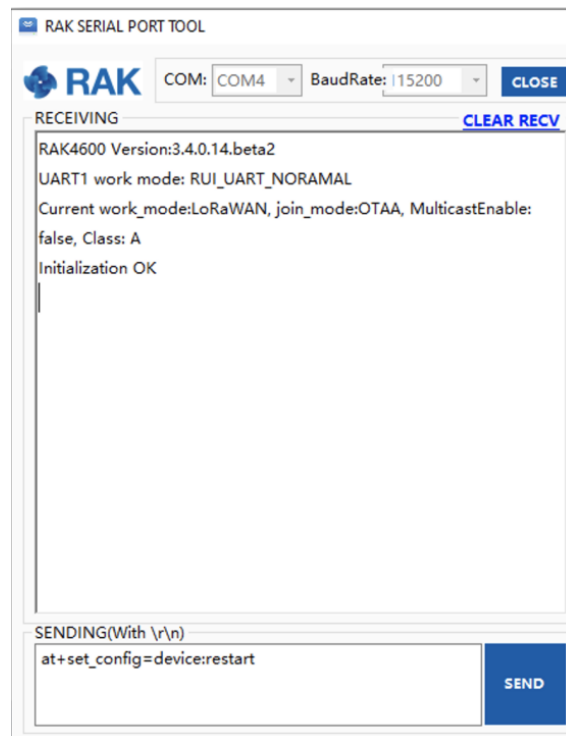 RAK SERIAL PORT TOOL
RAK COM: COM4 BaudRate: 115200 CLOSE
RECEIVING CLEAR RECV
RAK4600 Version:3.4.0.14.beta2
UART1 work mode: RUI_UART_NORAMAL
Current work_mode:LoRaWAN, join_mode:OTAA, MulticastEnable:
false, Class: A
Initialization OK
SENDING(With \r\n)
at+set_config=device:restart
SEND